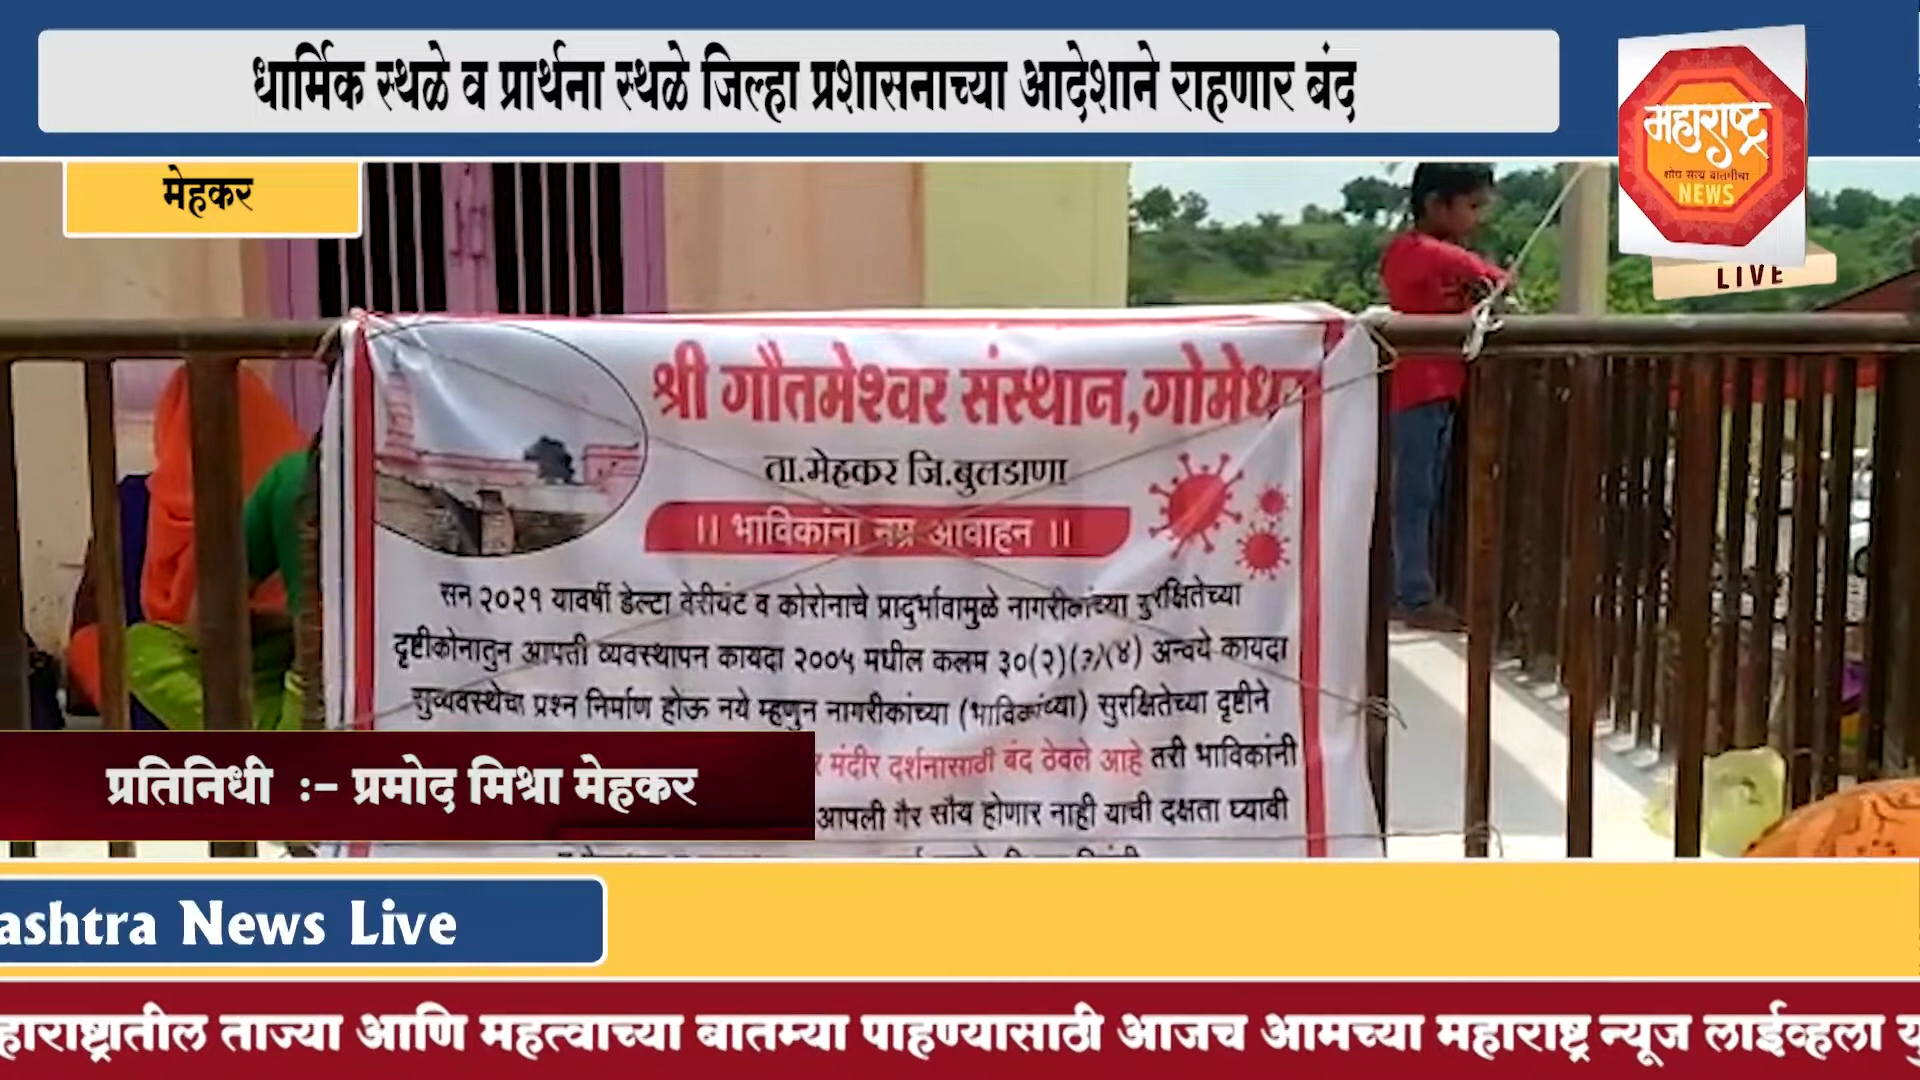 धार्मिक स्थळे व प्रार्थना स्थळे जिल्हा प्रशासनाच्या आदेशाने राहणार बंद
महाराष्ट्र
शोध सत्य बातमीचा
NEWS
LIVE
मेहकर
श्री गौतमेश्वर संस्थान, गोमेधर
ता.मेहकर जि.बुलडाणा
।। भाविकांना नम्र आवाहन ।।
सन २०२१ यावर्षी डेल्टा वेरीयंट व कोरोनाचे प्रादुर्भावामुळे नागरीकांच्या सुरक्षितेच्या
दृष्टीकोनातुन आपत्ती व्यवस्थापन कायदा २००५ मधील कलम ३०(२)(३)(४) अन्वये कायदा
सुव्यवस्थेचा प्रश्न निर्माण होऊ नये म्हणुन नागरीकांच्या (भाविकांच्या) सुरक्षितेच्या दृष्टीने
र मंदीर दर्शनासाठी बंद ठेवले आहे तरी भाविकांनी
आपली गैर सोय होणार नाही याची दक्षता घ्यावी
प्रतिनिधी :- प्रमोद मिश्रा मेहकर
ashtra News Live
हाराष्ट्रातील ताज्या आणि महत्वाच्या बातम्या पाहण्यासाठी आजच आमच्या महाराष्ट्र न्यूज लाईव्हला यु